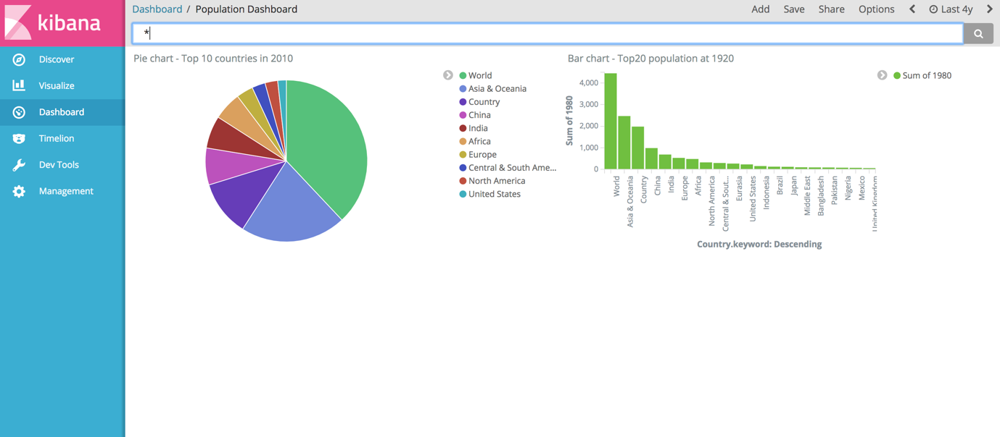 kibana
Dashboard / Population Dashboard
Add Save Share Options Last 4y
*
Discover
Visualize
Dashboard
Timelion
Dev Tools
Management
Pie chart - Top 10 countries in 2010
World
Asia & Oceania
Country
China
India
Africa
Europe
Central & South Ame...
North America
United States
Bar chart - Top20 population at 1920
Sum of 1980
Sum of 1980
4,000
3,000
2,000
1,000
0
World
Asia & Oceania
Country
China
India
Europe
Africa
North America
Central & Sout...
Eurasia
United States
Indonesia
Brazil
Japan
Middle East
Bangladesh
Pakistan
Nigeria
Mexico
United Kingdom
Country.keyword: Descending